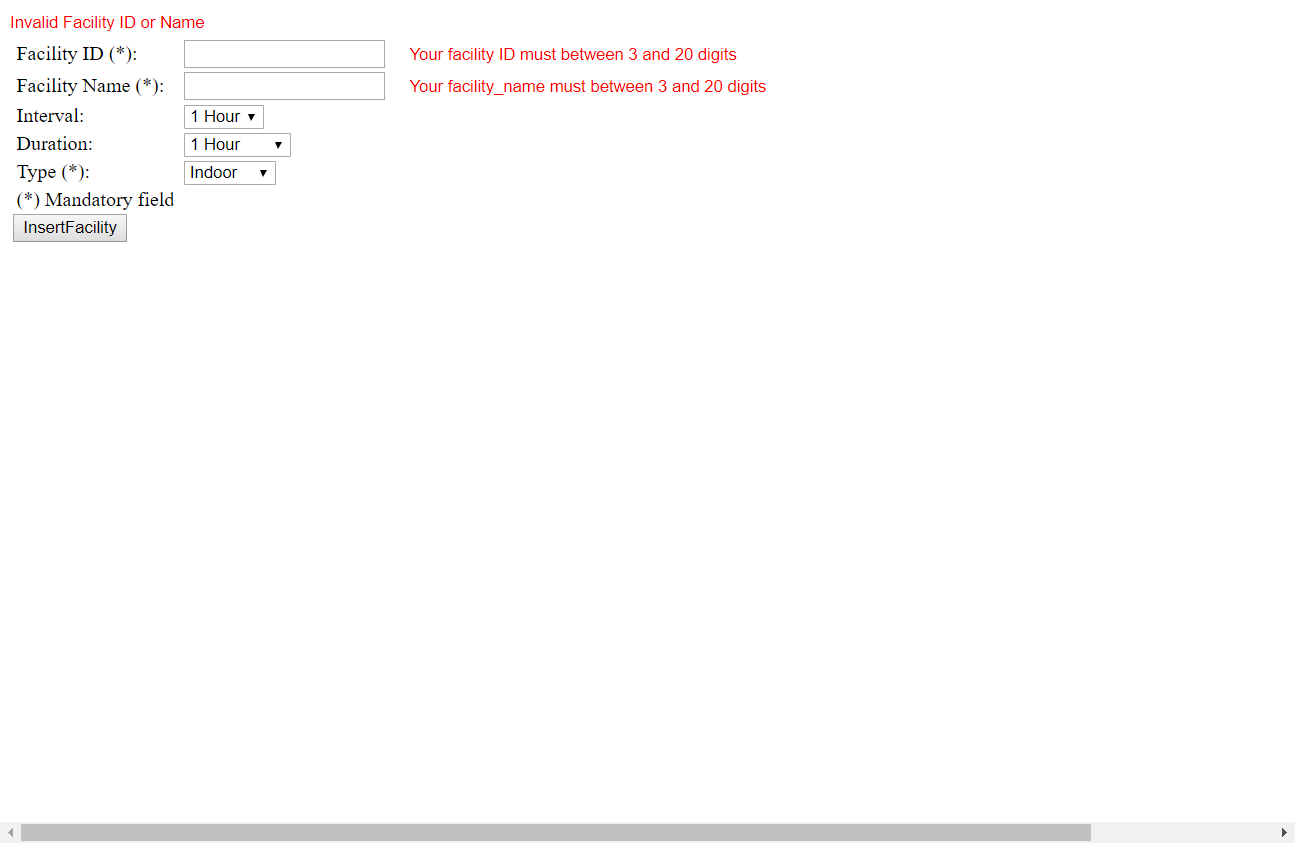 Invalid Facility ID or Name
Facility ID (*): Your facility ID must between 3 and 20 digits
Facility Name (*): Your facility_name must between 3 and 20 digits
Interval: 1 Hour
Duration: 1 Hour
Type (*): Indoor
(*) Mandatory field
InsertFacility